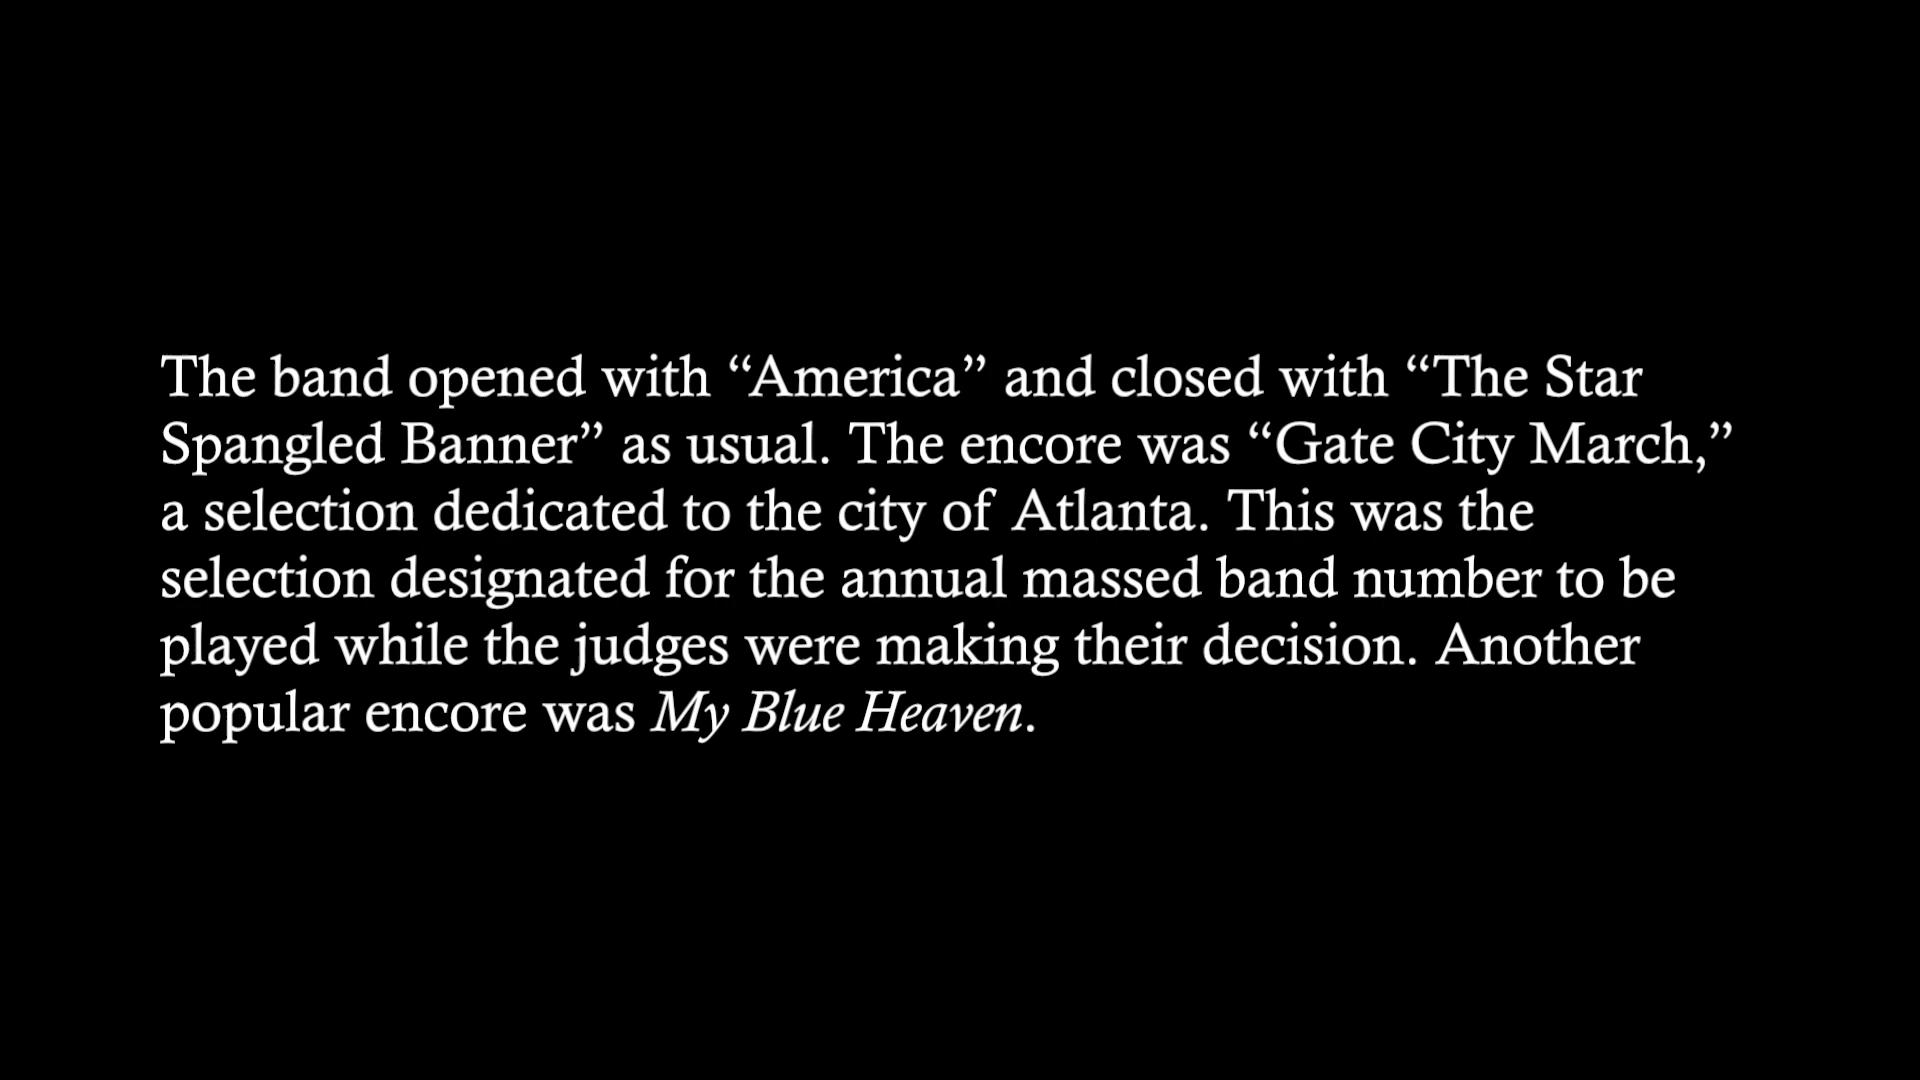 The band opened with “America” and closed with “The Star
Spangled Banner” as usual. The encore was “Gate City March,”
a selection dedicated to the city of Atlanta. This was the
selection designated for the annual massed band number to be
played while the judges were making their decision. Another
popular encore was My Blue Heaven.